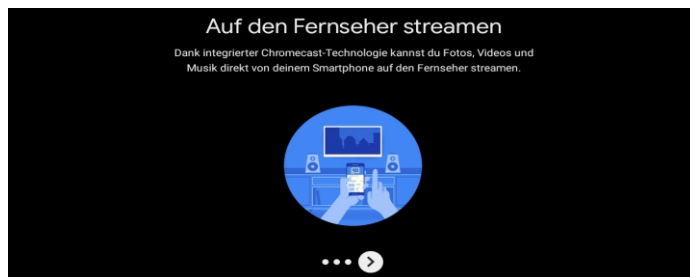 Auf den Fernseher streamen
Dank integrierter Chromecast-Technologie kannst du Fotos, Videos und
Musik direkt von deinem Smartphone auf den Fernseher streamen.